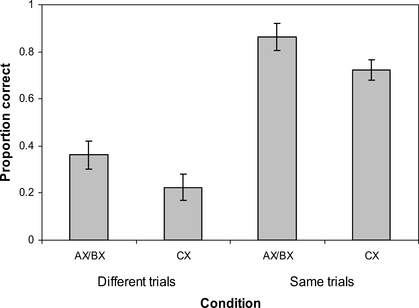 1
0.8
0.6
0.4
0.2
0
Proportion correct
AX/BX CX AX/BX CX
Different trials Same trials
Condition